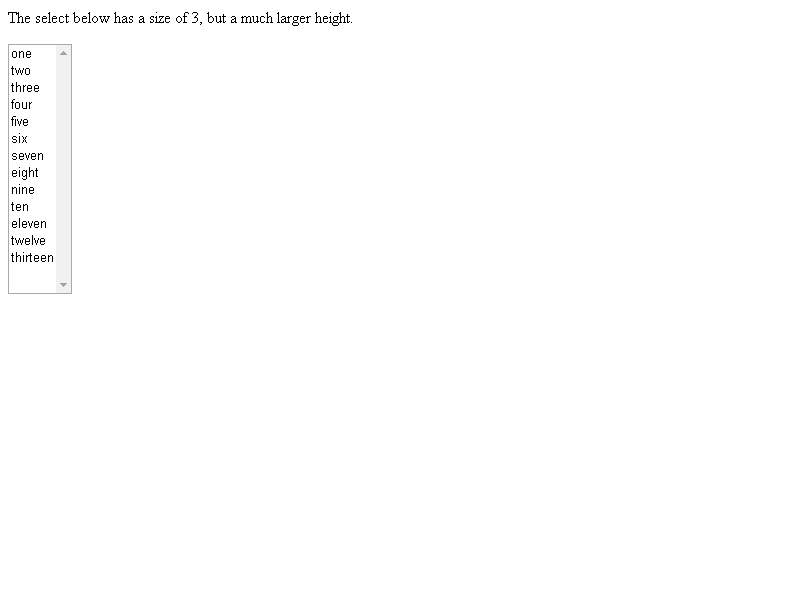 The select below has a size of 3, but a much larger height.
one
two
three
four
five
six
seven
eight
nine
ten
eleven
twelve
thirteen